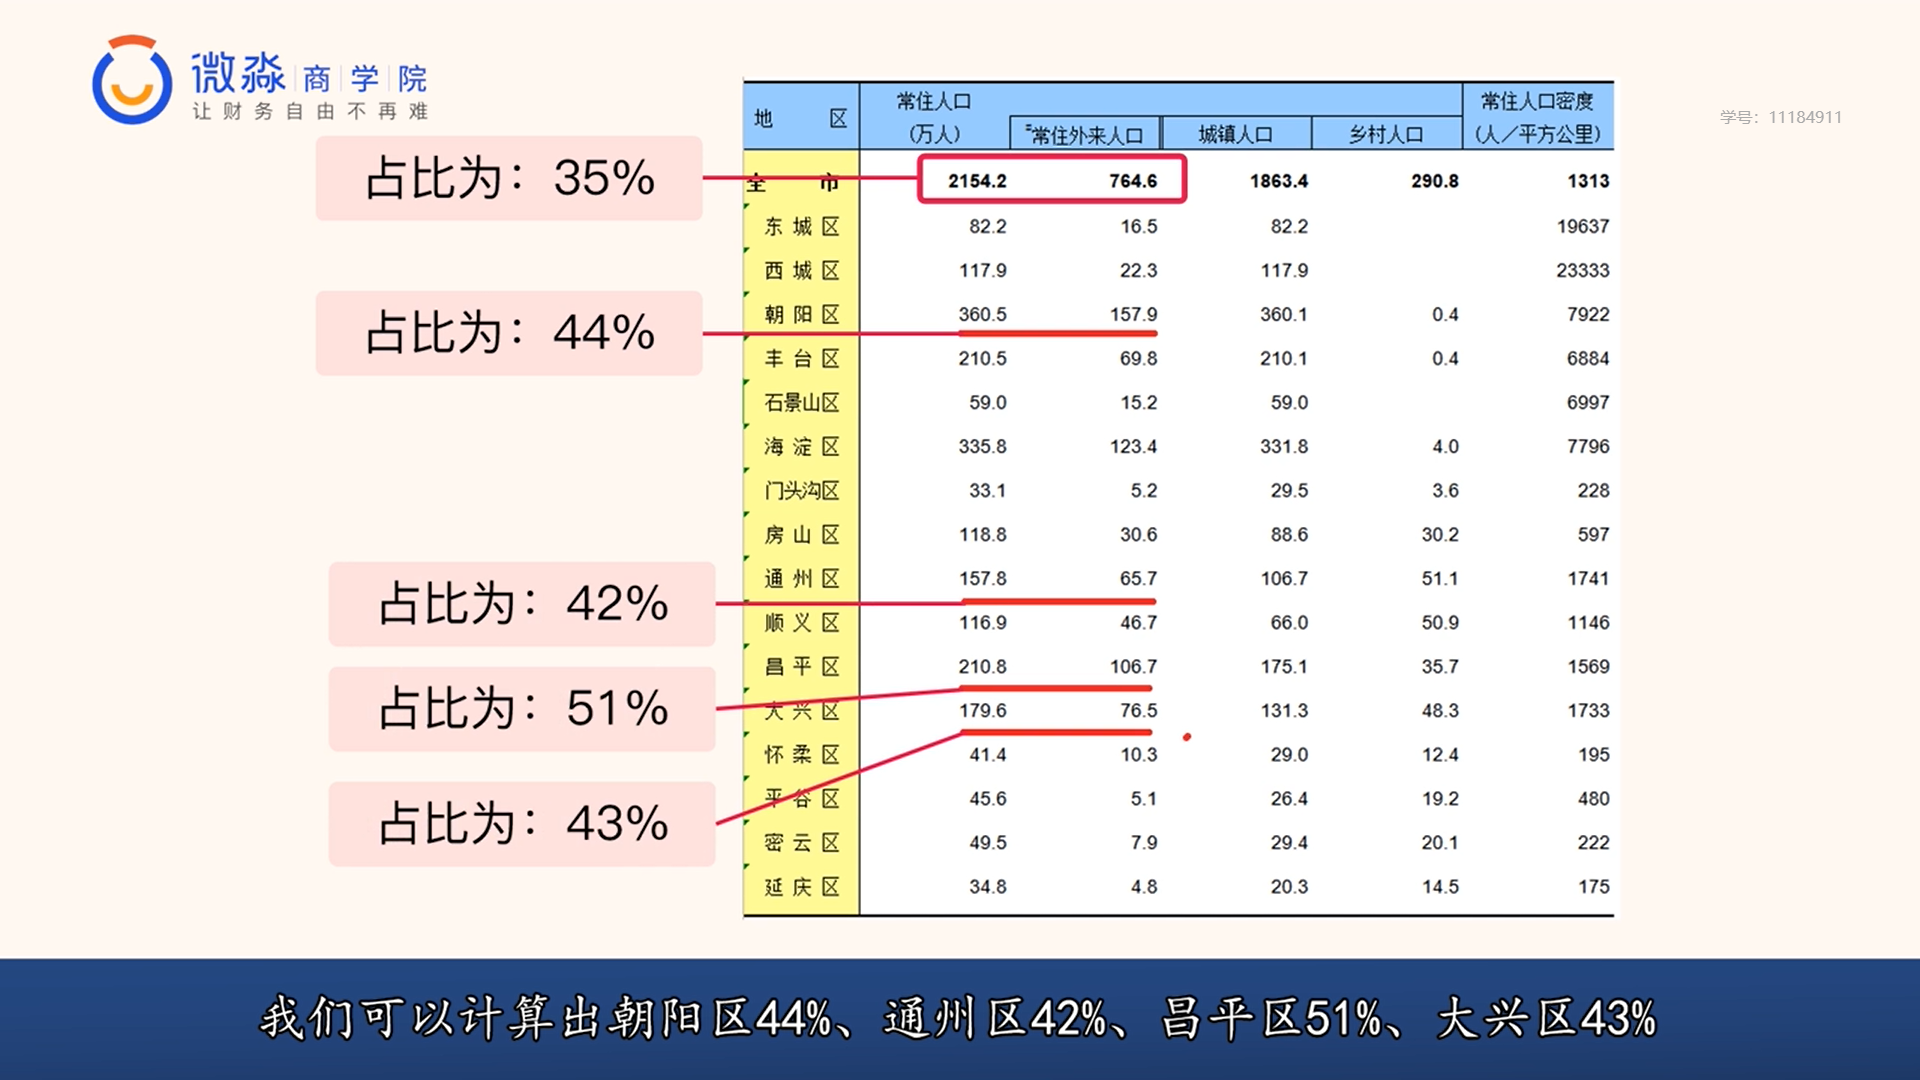 微淼商学院
让财务自由不再难
学号：11184911
占比为：35%
占比为：44%
占比为：42%
占比为：51%
占比为：43%
地 区 常住人口（万人） 常住外来人口 城镇人口 乡村人口 常住人口密度（人／平方公里）
全 市 2154.2 764.6 1863.4 290.8 1313
东城区 82.2 16.5 82.2 19637
西城区 117.9 22.3 117.9 23333
朝阳区 360.5 157.9 360.1 0.4 7922
丰台区 210.5 69.8 210.1 0.4 6884
石景山区 59.0 15.2 59.0 6997
海淀区 335.8 123.4 331.8 4.0 7796
门头沟区 33.1 5.2 29.5 3.6 228
房山区 118.8 30.6 88.6 30.2 597
通州区 157.8 65.7 106.7 51.1 1741
顺义区 116.9 46.7 66.0 50.9 1146
昌平区 210.8 106.7 175.1 35.7 1569
大兴区 179.6 76.5 131.3 48.3 1733
怀柔区 41.4 10.3 29.0 12.4 195
平谷区 45.6 5.1 26.4 19.2 480
密云区 49.5 7.9 29.4 20.1 222
延庆区 34.8 4.8 20.3 14.5 175
我们可以计算出朝阳区44%、通州区42%、昌平区51%、大兴区43%